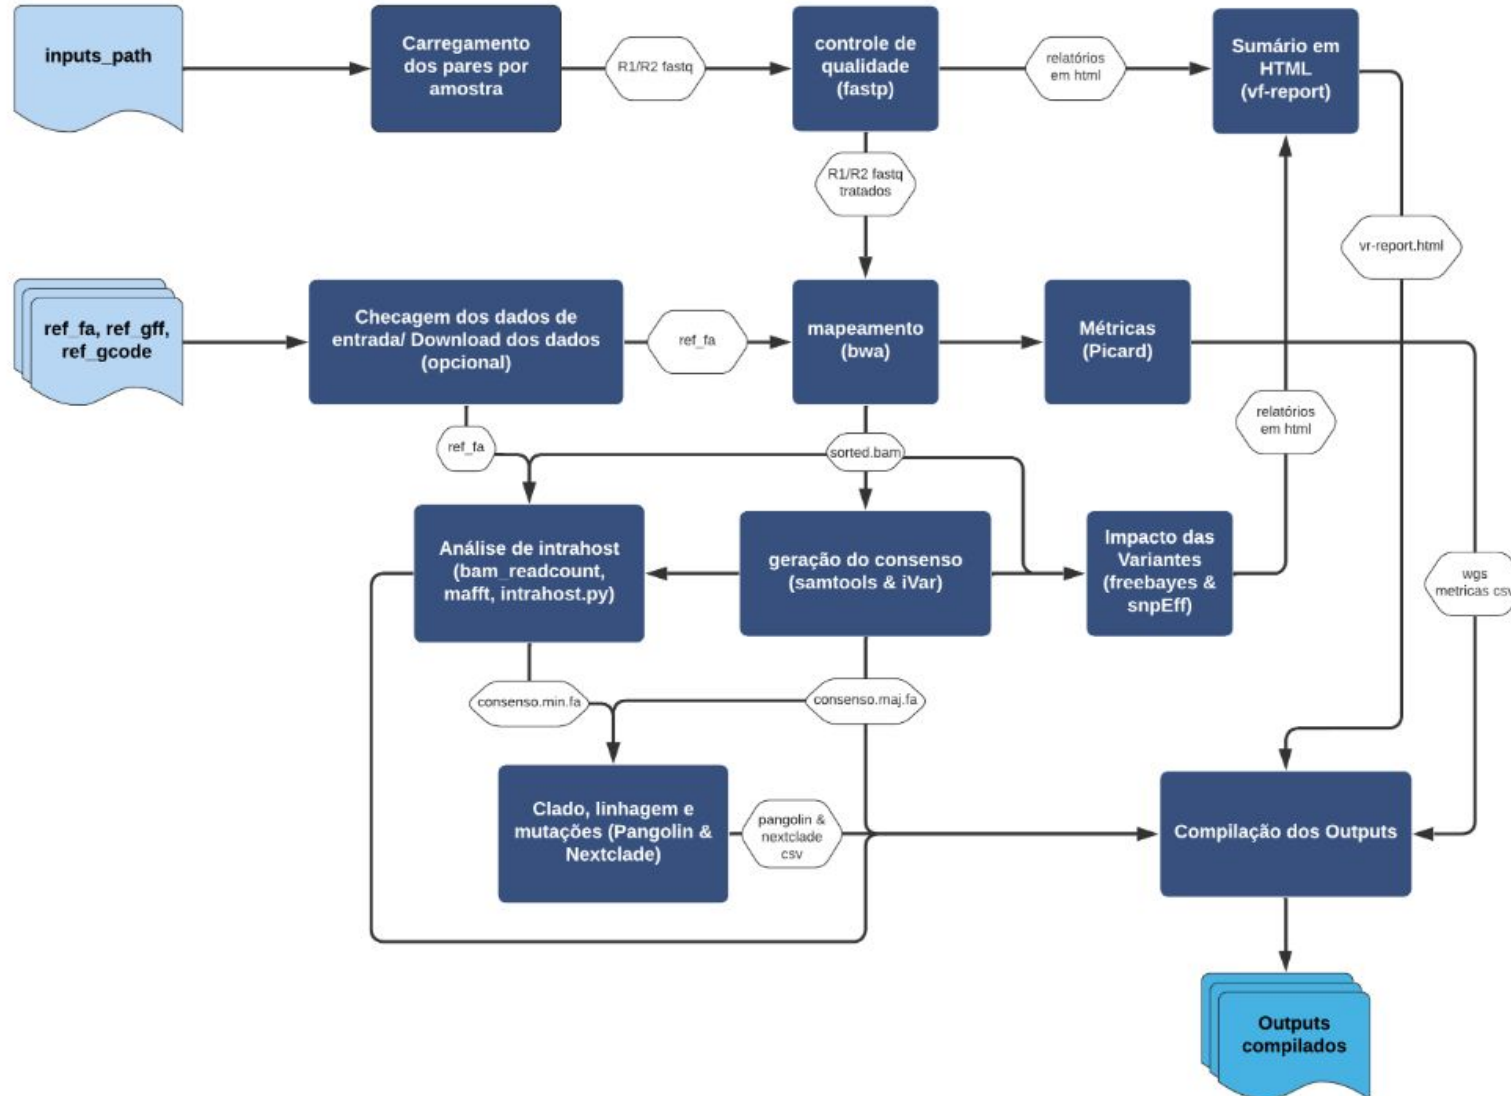 inputs_path
Carregamento
dos pares por
amostra
R1/R2 fastq
controle de
qualidade
(fastp)
relatórios
em html
Sumário em
HTML
(vf-report)
R1/R2 fastq
tratados
vr-report.html
ref_fa, ref_gff,
ref_gcode
Checagem dos dados de
entrada/ Download dos dados
(opcional)
ref_fa
mapeamento
(bwa)
Métricas
(Picard)
relatórios
em html
ref_fa
sorted.bam
Análise de intrahost
(bam_readcount,
mafft, intrahost.py)
geração do consenso
(samtools & iVar)
Impacto das
Variantes
(freebayes &
snpEff)
wgs
metricas csv
consenso.min.fa
consenso.maj.fa
Clado, linhagem e
mutações (Pangolin &
Nextclade)
pangolin &
nextclade
csv
Compilação dos Outputs
Outputs
compilados